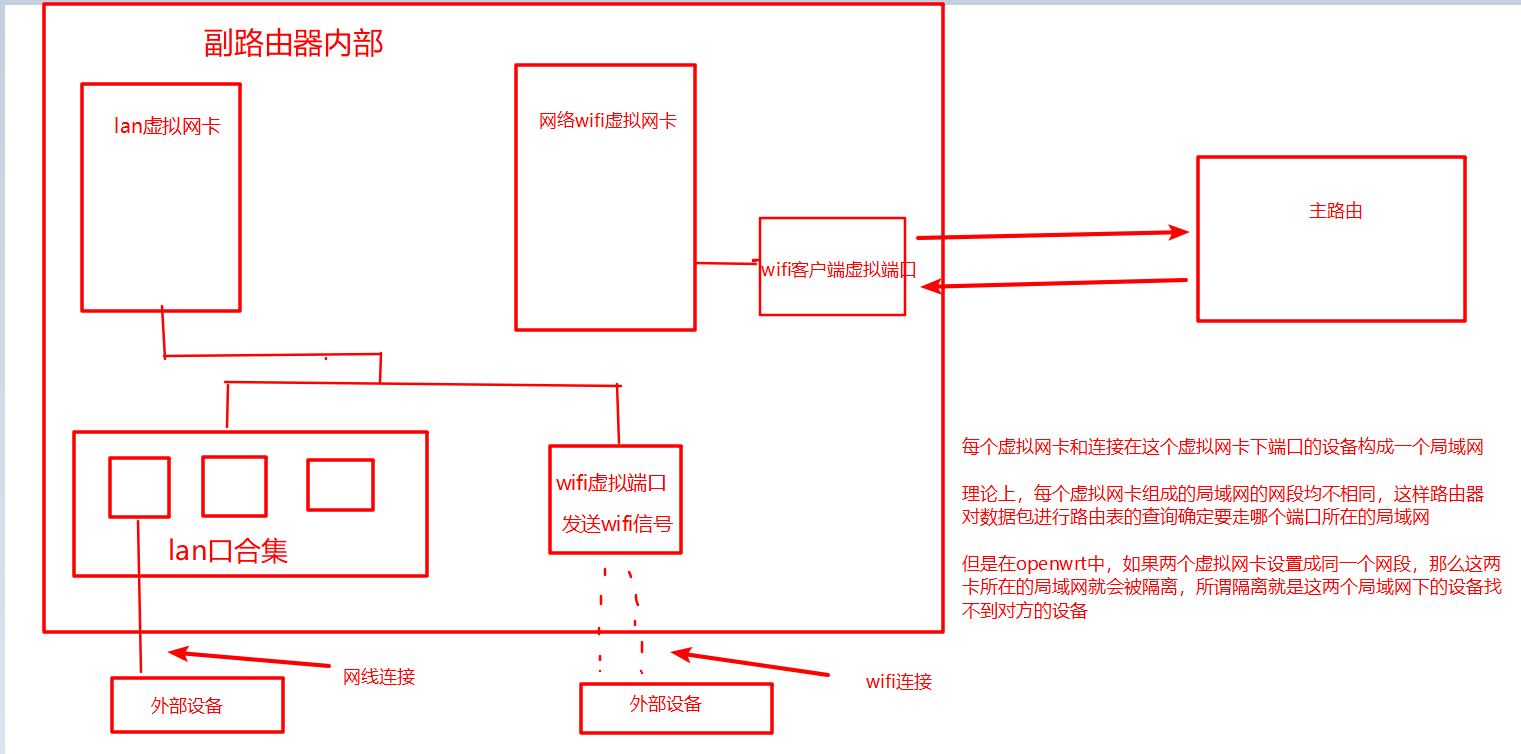 副路由器内部
lan虚拟网卡
网络wifi虚拟网卡
wifi客户端虚拟端口
主路由
lan口合集
wifi虚拟端口
发送wifi信号
每个虚拟网卡和连接在这个虚拟网卡下端口的设备构成一个局域网
理论上，每个虚拟网卡组成的局域网的网段均不相同，这样路由器
对数据包进行路由表的查询确定要走哪个端口所在的局域网
但是在openwrt中，如果两个虚拟网卡设置成同一个网段，那么这两
卡所在的局域网就会被隔离，所谓隔离就是这两个局域网下的设备找
不到对方的设备
网线连接
wifi连接
外部设备
外部设备